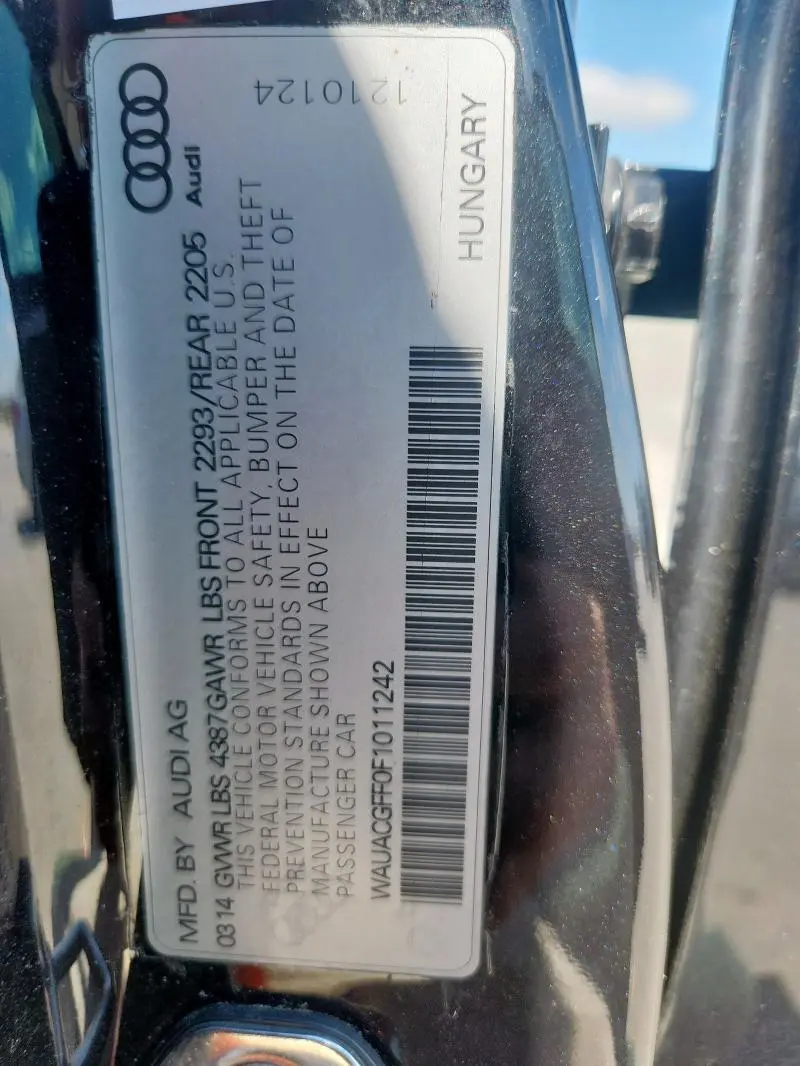 MFD. BY AUDI AG
0314 GVWR LBS 4387 GAWR LBS FRONT 2293/REAR 2205
THIS VEHICLE CONFORMS TO ALL APPLICABLE U.S.
FEDERAL MOTOR VEHICLE SAFETY, BUMPER AND THEFT
PREVENTION STANDARDS IN EFFECT ON THE DATE OF
MANUFACTURE SHOWN ABOVE
PASSENGER CAR
WAUACGFF0F1011242
Audi
1210124
HUNGARY